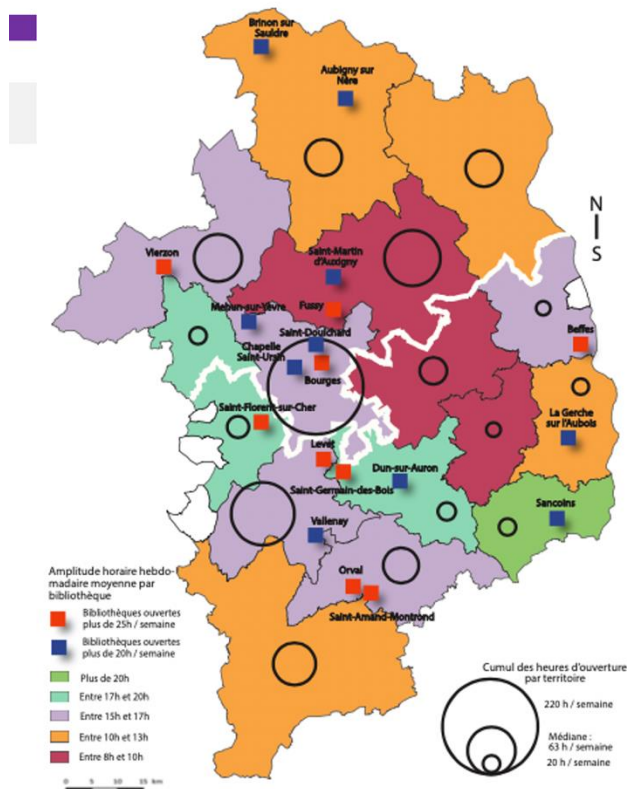 Brinon sur
Sauldre
Aubigny sur
Nère
N
S
Vierzon
Saint-Martin
d'Auxigny
Mehun-sur-Yèvre
Fussy
Saint-Doulchard
Chapelle
Saint-Ursin
Bourges
Beffes
Saint-Florent-sur-Cher
La Gerche
sur l'Aubois
Levet
Dun-sur-Auron
Saint-Germain-des-Bois
Sancoins
Vallenay
Orval
Saint-Amand-Montrond
Amplitude horaire hebdo-
madaire moyenne par
bibliothèque
Bibliothèques ouvertes
plus de 25h / semaine
Bibliothèques ouvertes
plus de 20h / semaine
Plus de 20h
Entre 17h et 20h
Entre 15h et 17h
Entre 10h et 13h
Entre 8h et 10h
0 5 10 15 km
Cumul des heures d'ouverture
par territoire
220 h / semaine
Médiane :
63 h / semaine
20 h / semaine